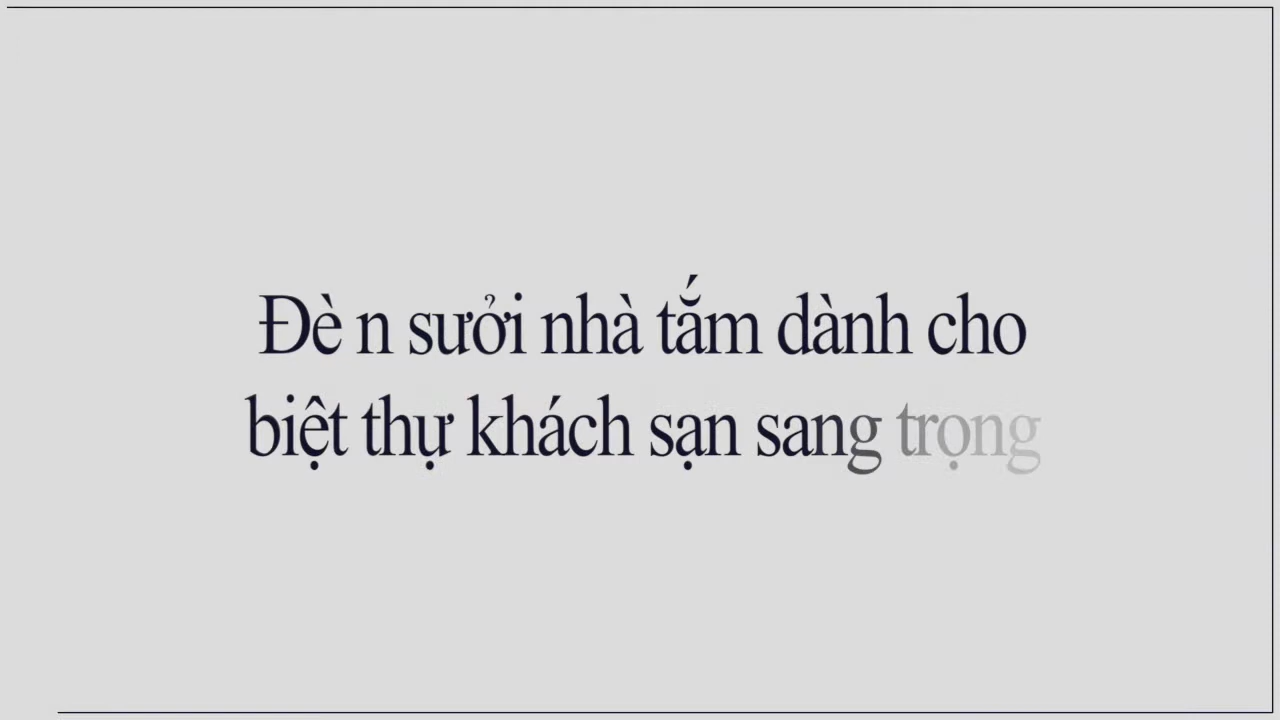 Đè n sưởi nhà tắm dành cho
biệt thự khách sạn sang trọng